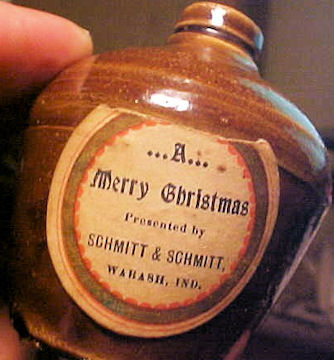 ...A...
Merry Christmas
Presented by
SCHMITT & SCHMITT,
WABASH, IND.